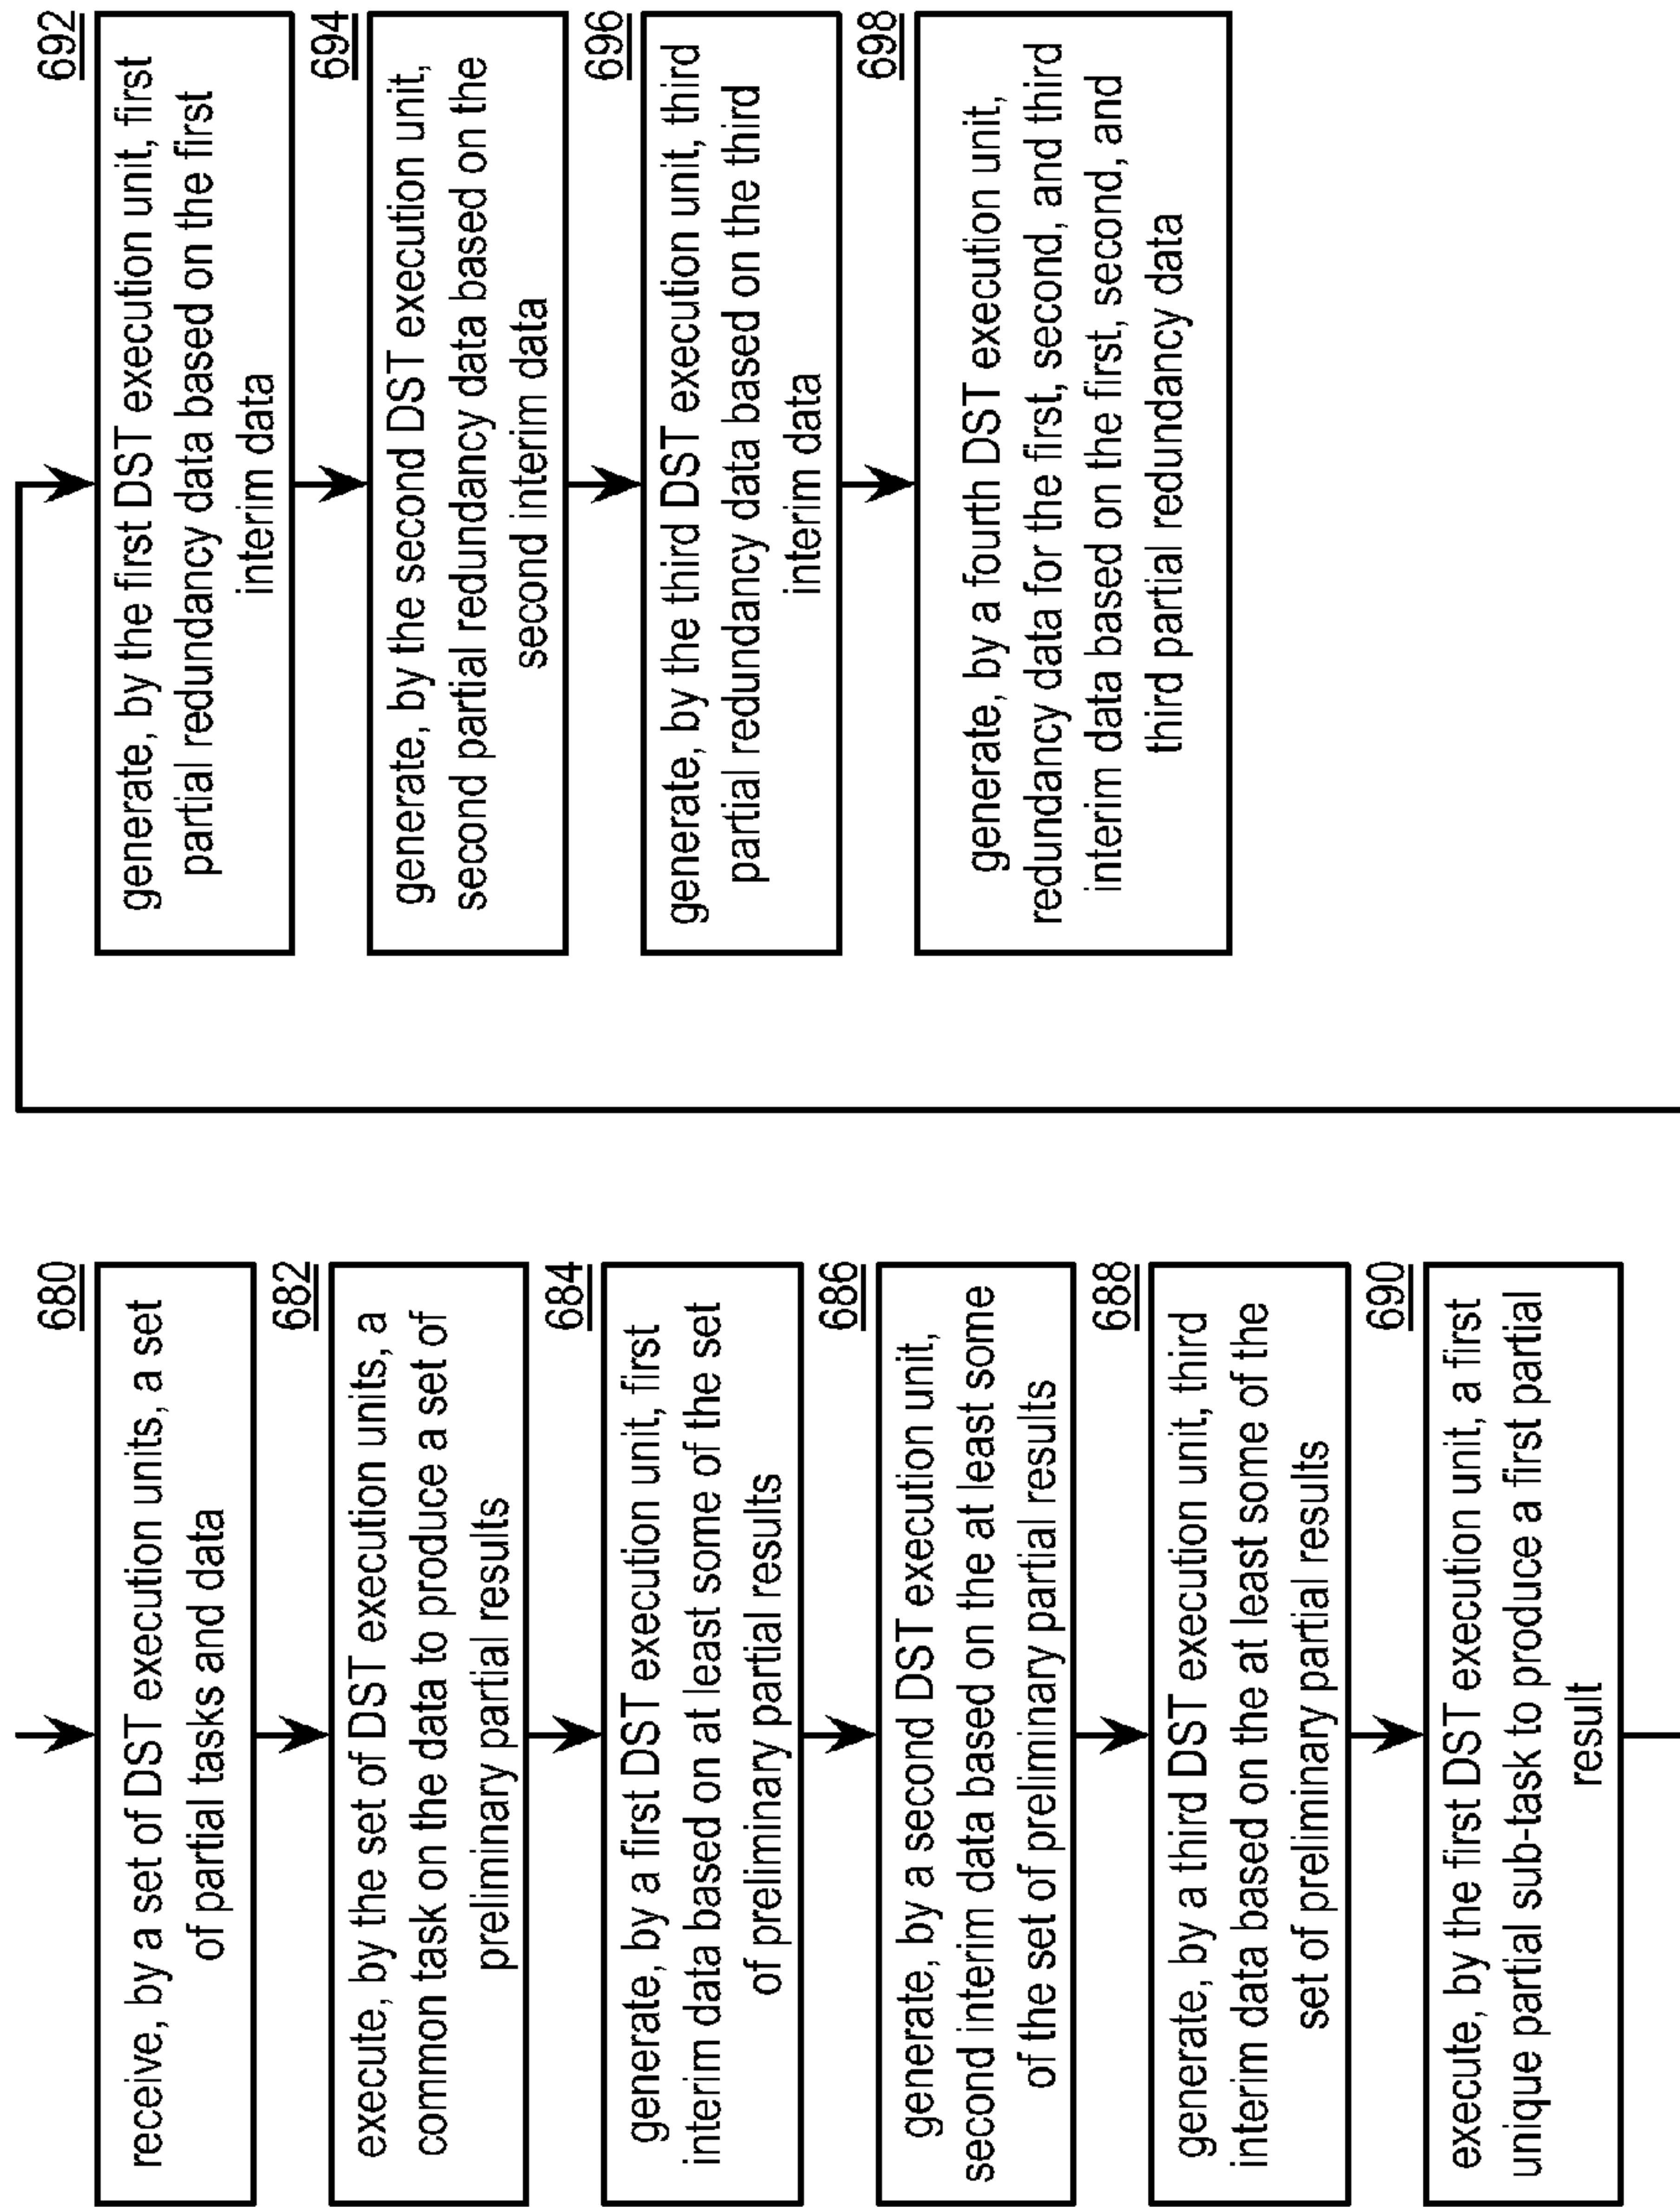 680
receive, by a set of DST execution units, a set
of partial tasks and data
682
execute, by the set of DST execution units, a
common task on the data to produce a set of
preliminary partial results
684
generate, by a first DST execution unit, first
interim data based on at least some of the set
of preliminary partial results
686
generate, by a second DST execution unit,
second interim data based on the at least some
of the set of preliminary partial results
688
generate, by a third DST execution unit, third
interim data based on the at least some of the
set of preliminary partial results
690
execute, by the first DST execution unit, a first
unique partial sub-task to produce a first partial
result
692
generate, by the first DST execution unit, first
partial redundancy data based on the first
interim data
694
generate, by the second DST execution unit,
second partial redundancy data based on the
second interim data
696
generate, by the third DST execution unit, third
partial redundancy data based on the third
interim data
698
generate, by a fourth DST execution unit,
redundancy data for the first, second, and third
interim data based on the first, second, and
third partial redundancy data